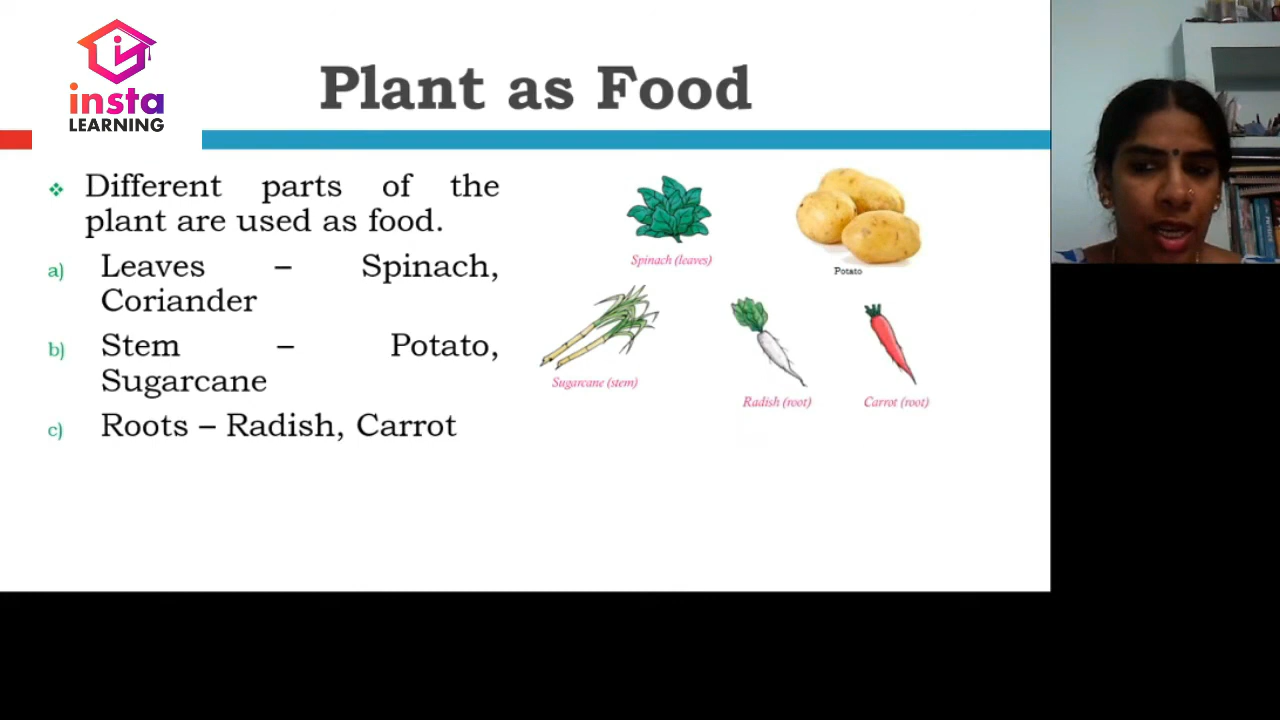 insta
LEARNING
Plant as Food
Different parts of the
plant are used as food.
a) Leaves – Spinach,
Coriander
b) Stem – Potato,
Sugarcane
c) Roots – Radish, Carrot
Spinach (leaves)
Potato
Sugarcane (stem)
Radish (root)
Carrot (root)